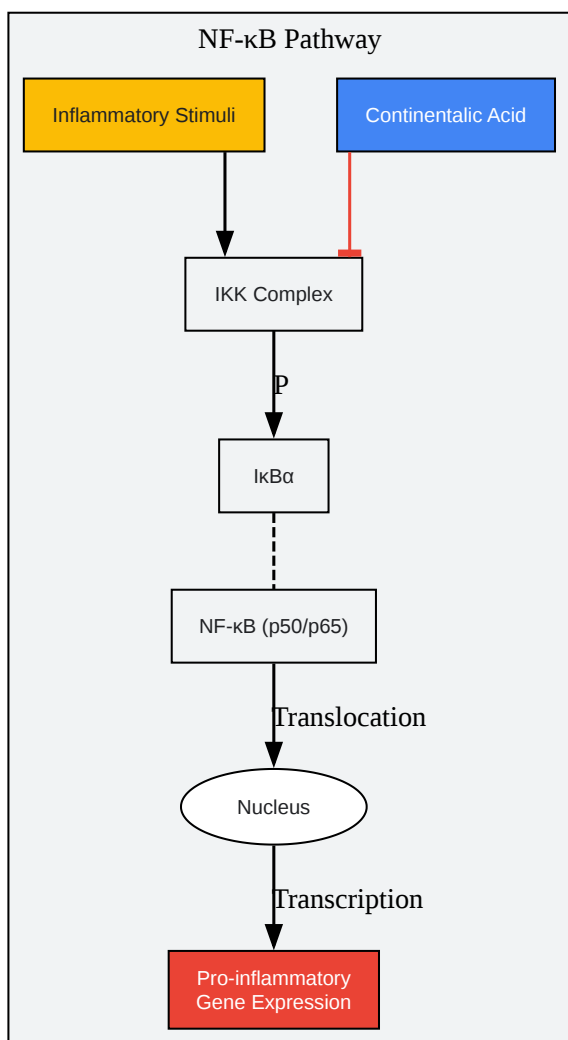 NF-κB Pathway
Inflammatory Stimuli
Continentalic Acid
IKK Complex
P
IκBα
NF-κB (p50/p65)
Translocation
Nucleus
Transcription
Pro-inflammatory
Gene Expression